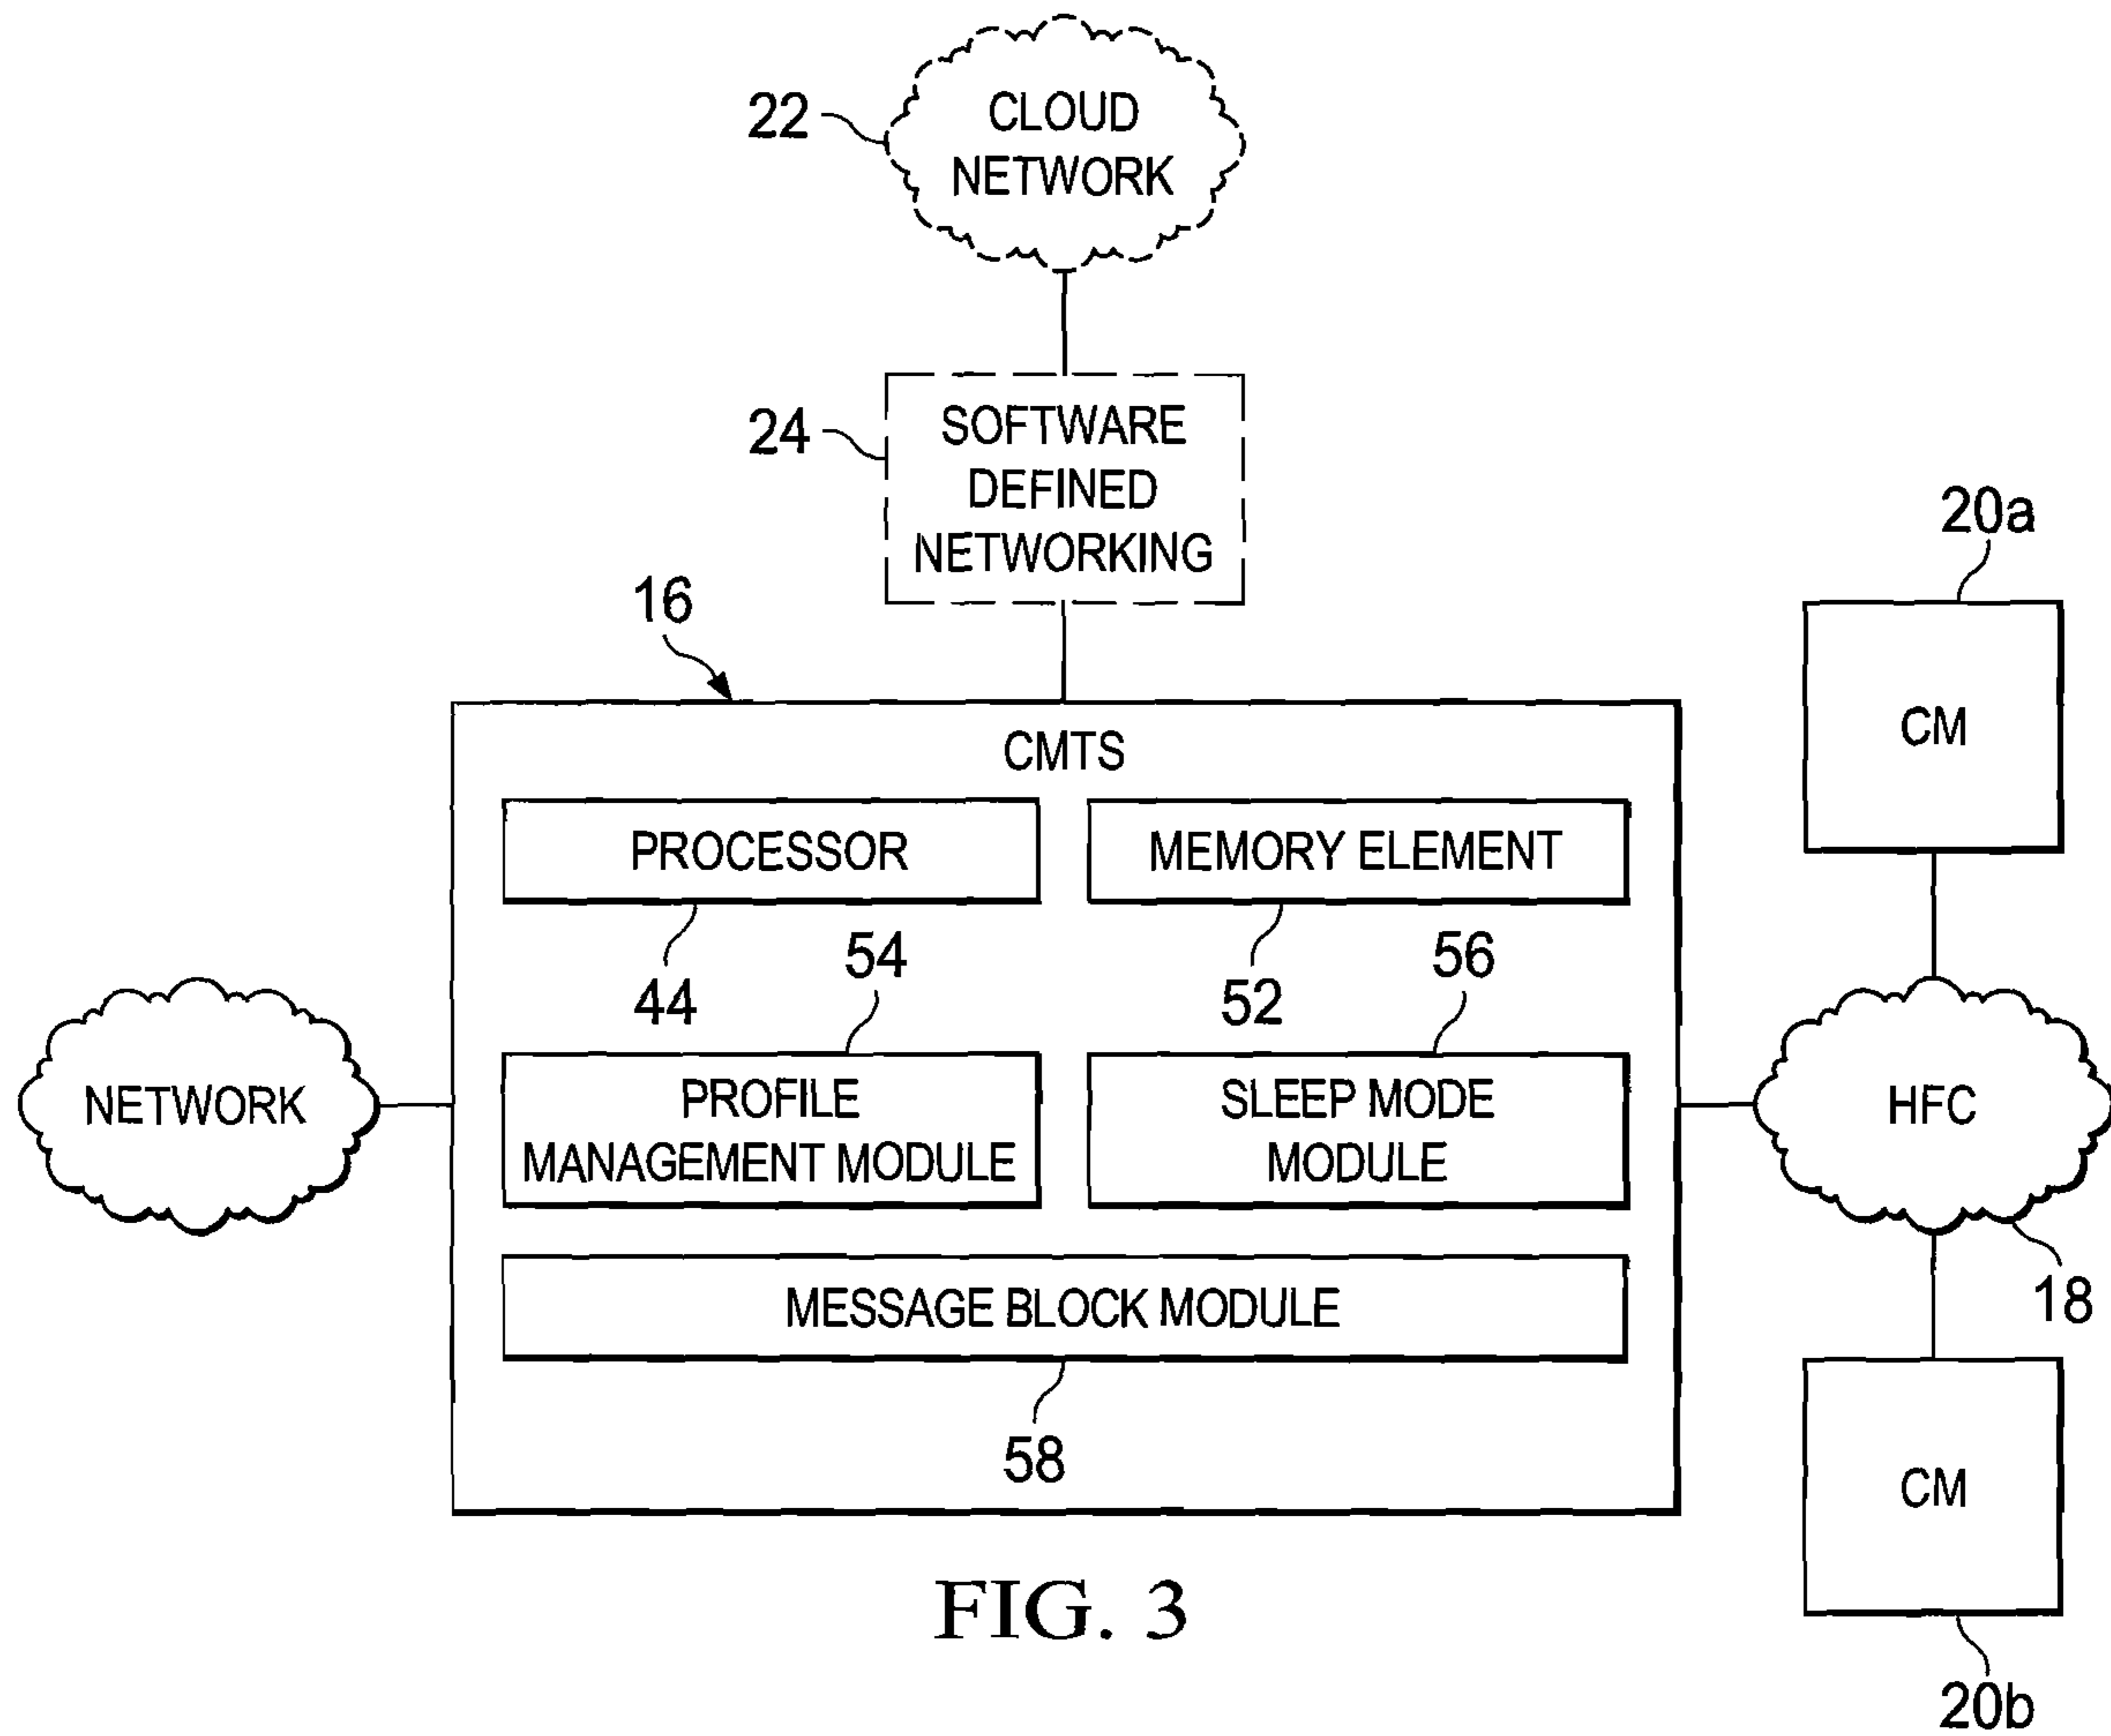 CLOUD
NETWORK
22
SOFTWARE
DEFINED
NETWORKING
24
16
CMTS
PROCESSOR
MEMORY ELEMENT
44
54
52
56
PROFILE
MANAGEMENT MODULE
SLEEP MODE
MODULE
MESSAGE BLOCK MODULE
58
NETWORK
20a
CM
HFC
18
CM
20b
FIG. 3